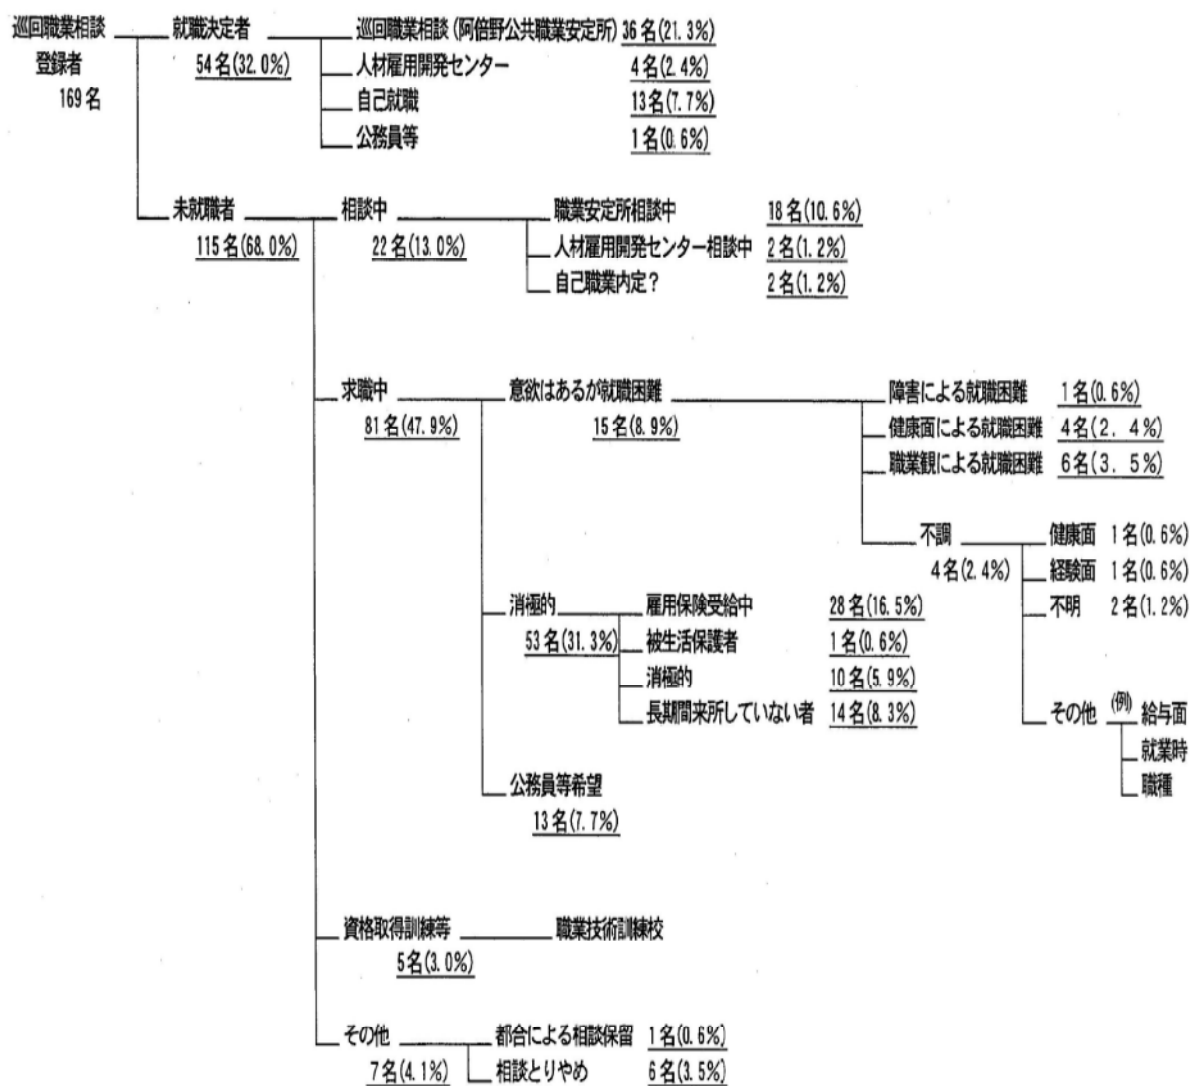 巡回職業相談 就職決定者 巡回職業相談(阿倍野公共職業安定所) 36名(21.3%)
登録者 54名(32.0%) 人材雇用開発センター 4名(2.4%)
169名 自己就職 13名(7.7%)
公務員等 1名(0.6%)
未就職者 相談中 職業安定所相談中 18名(10.6%)
115名(68.0%) 22名(13.0%) 人材雇用開発センター相談中 2名(1.2%)
自己職業内定? 2名(1.2%)
求職中 意欲はあるが就職困難 障害による就職困難 1名(0.6%)
81名(47.9%) 15名(8.9%) 健康面による就職困難 4名(2.4%)
職業観による就職困難 6名(3.5%)
不調 健康面 1名(0.6%)
4名(2.4%) 経験面 1名(0.6%)
消極的 雇用保険受給中 28名(16.5%) 不明 2名(1.2%)
53名(31.3%) 被生活保護者 1名(0.6%)
消極的 10名(5.9%)
長期間来所していない者 14名(8.3%) その他 (例) 給与面
就業時
公務員等希望 職種
13名(7.7%)
資格取得訓練等 職業技術訓練校
5名(3.0%)
その他 都合による相談保留 1名(0.6%)
7名(4.1%) 相談とりやめ 6名(3.5%)